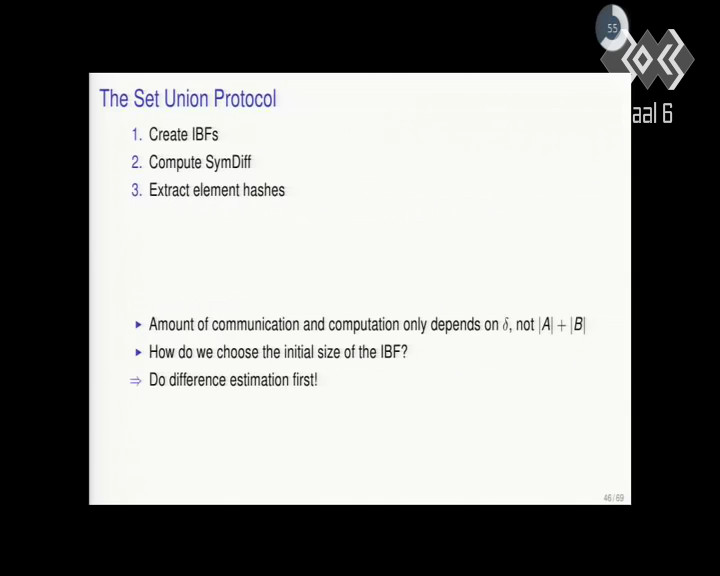 55
aal 6
The Set Union Protocol
1. Create IBFs
2. Compute SymDiff
3. Extract element hashes
▸ Amount of communication and computation only depends on δ, not |A| + |B|
▸ How do we choose the initial size of the IBF?
⇒ Do difference estimation first!
46 / 69